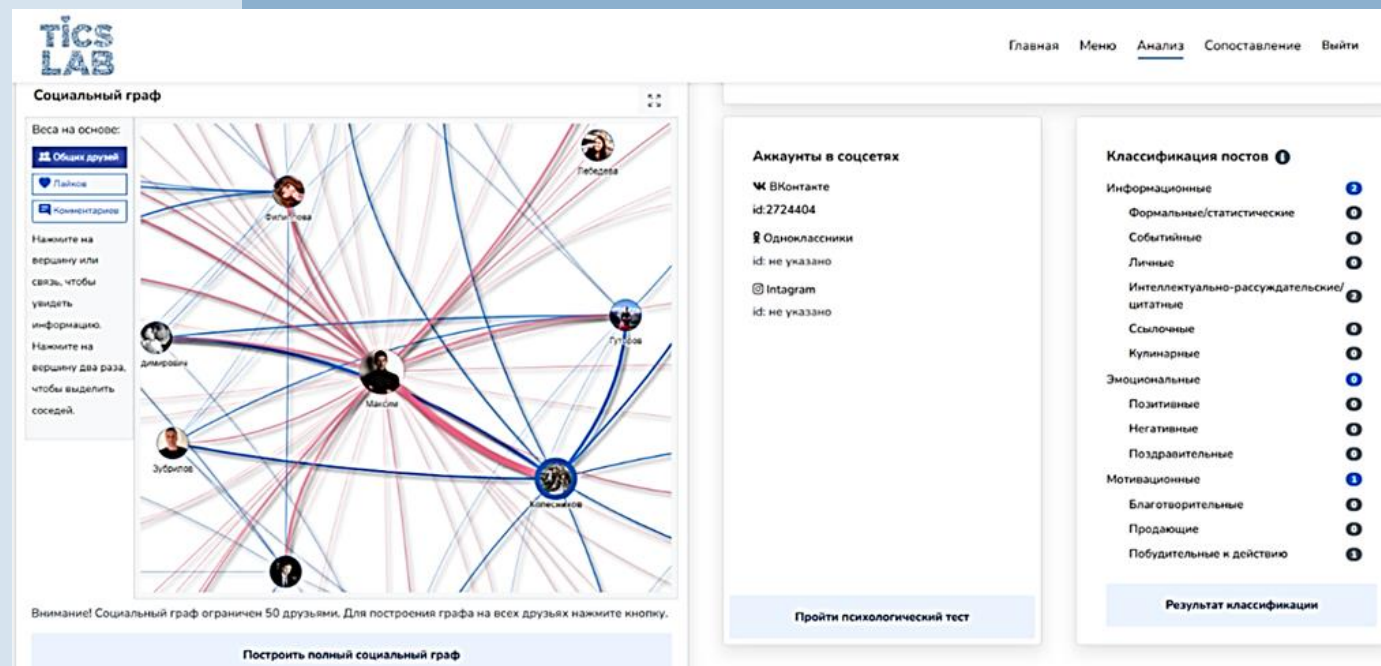 TICS
LAB
Главная Меню Анализ Сопоставление Выйти
Социальный граф
Веса на основе:
Общих друзей
Лайков
Комментариев
Нажмите на
вершину или
связь, чтобы
увидеть
информацию.
Нажмите на
вершину два раза,
чтобы выделить
соседей.
Лебедева
Филиппова
Гуторов
димирович
Максим
Зубрилов
Колесников
Внимание! Социальный граф ограничен 50 друзьями. Для построения графа на всех друзьях нажмите кнопку.
Построить полный социальный граф
Аккаунты в соцсетях
ВКонтакте
id:2724404
Одноклассники
id: не указано
Intagram
id: не указано
Пройти психологический тест
Классификация постов
Информационные 2
Формальные/статистические 0
Событийные 0
Личные 0
Интеллектуально-рассуждательские/
цитатные 2
Ссылочные 0
Кулинарные 0
Эмоциональные 0
Позитивные 0
Негативные 0
Поздравительные 0
Мотивационные 1
Благотворительные 0
Продающие 0
Побудительные к действию 1
Результат классификации